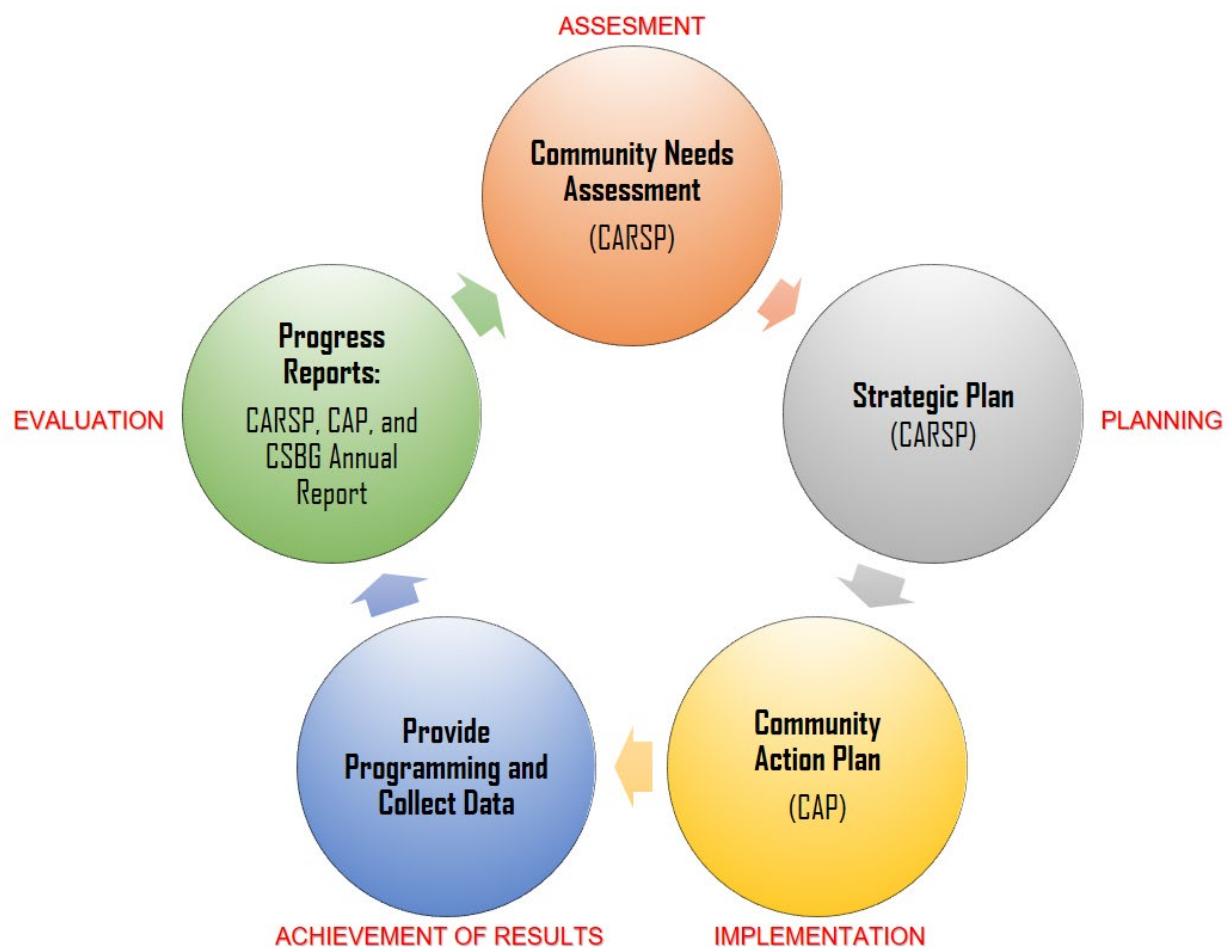 ASSESMENT
Community Needs
Assessment
(CARSP)
Strategic Plan
(CARSP)
PLANNING
Community
Action Plan
(CAP)
IMPLEMENTATION
Provide
Programming and
Collect Data
ACHIEVEMENT OF RESULTS
Progress
Reports:
CARSP, CAP, and
CSBG Annual
Report
EVALUATION